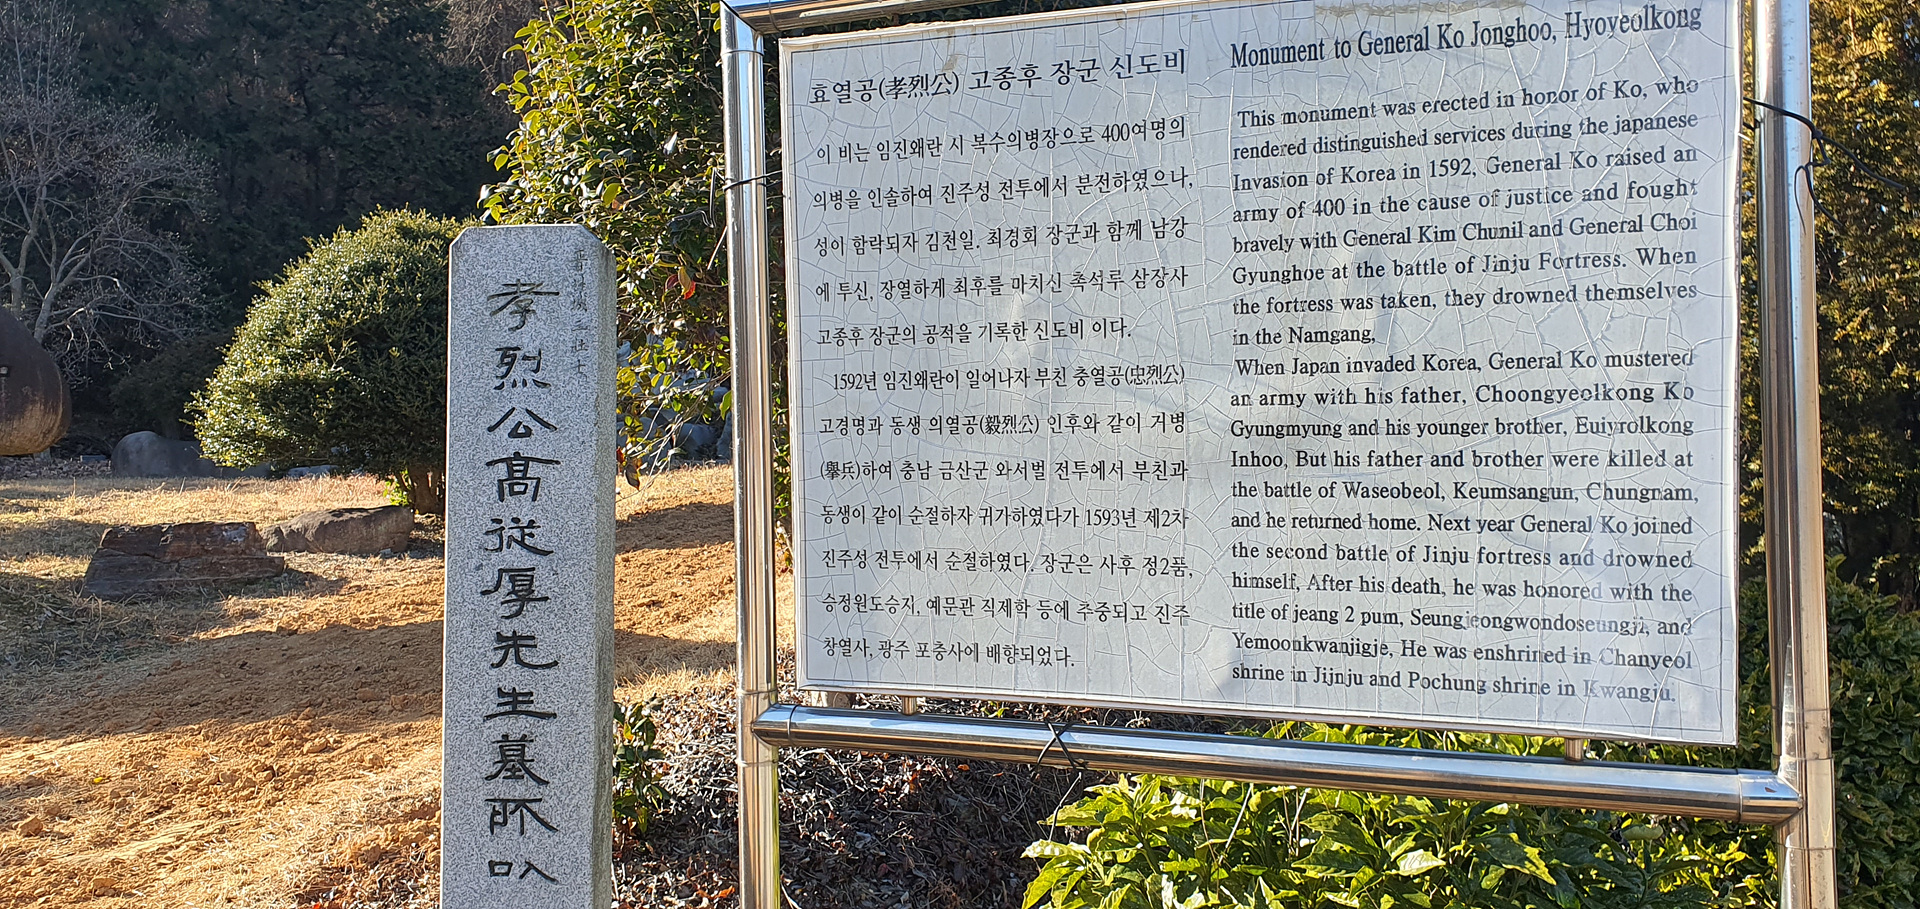 孝烈公高從厚先生墓所入
효열공(孝烈公) 고종후 장군 신도비
이 비는 임진왜란 시 복수의병장으로 400여명의
의병을 인솔하여 진주성 전투에서 분전하였으나,
성이 함락되자 김천일. 최경회 장군과 함께 남강
에 투신, 장열하게 최후를 마치신 촉석루 삼장사
고종후 장군의 공적을 기록한 신도비 이다.
1592년 임진왜란이 일어나자 부친 충열공(忠烈公)
고경명과 동생 의열공(毅烈公) 인후와 같이 거병
(擧兵)하여 충남 금산군 와서벌 전투에서 부친과
동생이 같이 순절하자 귀가하였다가 1593년 제2차
진주성 전투에서 순절하였다. 장군은 사후 정2품,
승정원도승지, 예문관 직제학 등에 추중되고 진주
창열사, 광주 포충사에 배향되었다.
Monument to General Ko Jonghoo, Hyoyeolkong
This monument was erected in honor of Ko, who
rendered distinguished services during the japanese
Invasion of Korea in 1592, General Ko raised an
army of 400 in the cause of justice and fought
bravely with General Kim Chunil and General Choi
Gyunghoe at the battle of Jinju Fortress. When
the fortress was taken, they drowned themselves
in the Namgang,
When Japan invaded Korea, General Ko mustered
an army with his father, Choongyeolkong Ko
Gyungmyung and his younger brother, Euiyrolkong
Inhoo, But his father and brother were killed at
the battle of Waseobeol, Keumsangun, Chungnam,
and he returned home. Next year General Ko joined
the second battle of Jinju fortress and drowned
himself, After his death, he was honored with the
title of jeang 2 pum, Seungjeongwondoseungji, and
Yemoonkwanjigje, He was enshrined in Chanyeol
shrine in Jijnju and Pochung shrine in Kwangju.